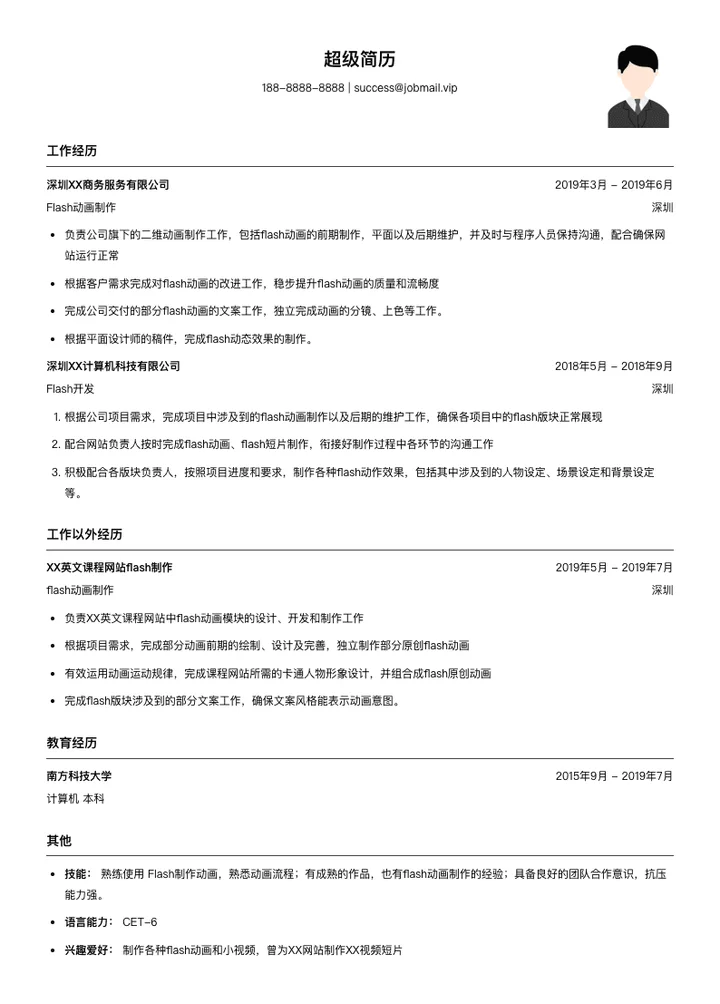 超级简历
188-8888-8888 | success@jobmail.vip
工作经历
深圳XX商务服务有限公司 2019年3月 – 2019年6月
Flash动画制作 深圳
• 负责公司旗下的二维动画制作工作，包括flash动画的前期制作，平面以及后期维护，并及时与程序人员保持沟通，配合确保网
站运行正常
• 根据客户需求完成对flash动画的改进工作，稳步提升flash动画的质量和流畅度
• 完成公司交付的部分flash动画的文案工作，独立完成动画的分镜、上色等工作。
• 根据平面设计师的稿件，完成flash动态效果的制作。
深圳XX计算机科技有限公司 2018年5月 – 2018年9月
Flash开发 深圳
1. 根据公司项目需求，完成项目中涉及到的flash动画制作以及后期的维护工作，确保各项目中的flash版块正常展现
2. 配合网站负责人按时完成flash动画、flash短片制作，衔接好制作过程中各环节的沟通工作
3. 积极配合各版块负责人，按照项目进度和要求，制作各种flash动作效果，包括其中涉及到的人物设定、场景设定和背景设定
等。
工作以外经历
XX英文课程网站flash制作 2019年5月 – 2019年7月
flash动画制作 深圳
• 负责XX英文课程网站中flash动画模块的设计、开发和制作工作
• 根据项目需求，完成部分动画前期的绘制、设计及完善，独立制作部分原创flash动画
• 有效运用动画运动规律，完成课程网站所需的卡通人物形象设计，并组合成flash原创动画
• 完成flash版块涉及到的部分文案工作，确保文案风格能表示动画意图。
教育经历
南方科技大学 2015年9月 – 2019年7月
计算机 本科
其他
• 技能： 熟练使用 Flash制作动画，熟悉动画流程；有成熟的作品，也有flash动画制作的经验；具备良好的团队合作意识，抗压
能力强。
• 语言能力： CET-6
• 兴趣爱好： 制作各种flash动画和小视频，曾为XX网站制作XX视频短片